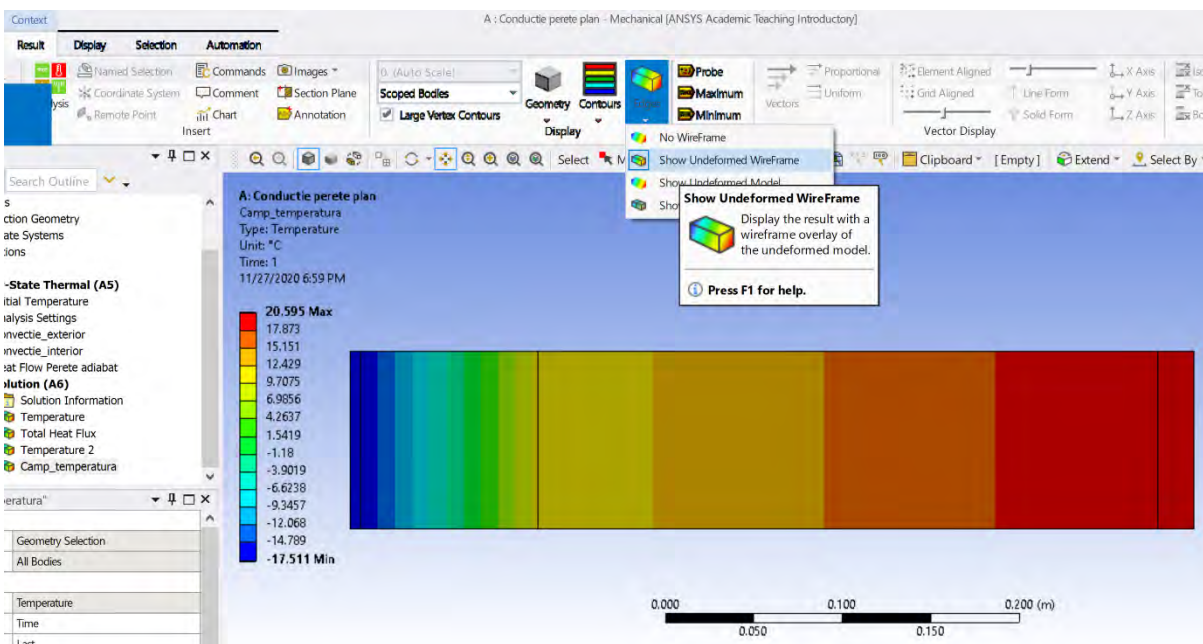 Context
A : Conductie perete plan - Mechanical [ANSYS Academic Teaching Introductory]
Result Display Selection Automation
Named Selection Commands Images 0. (Auto Scale) Probe Proportional Element Aligned X Axis
Coordinate System Comment Section Plane Scoped Bodies Geometry Contours Maximum Vectors Uniform Grid Aligned Line Form Y Axis
Remote Point Chart Annotation Large Vertex Contours Minimum Solid Form Z Axis
Insert Display Vector Display
No WireFrame
Select Show Undeformed WireFrame Clipboard [Empty] Extend Select By
Search Outline
Show Undeformed Model
Show Undeformed WireFrame
Display the result with a
wireframe overlay of
the undeformed model.
Press F1 for help.
s
ction Geometry
ate Systems
tions
-State Thermal (A5)
itial Temperature
nalysis Settings
onvectie_exterior
onvectie_interior
eat Flow Perete adiabat
olution (A6)
Solution Information
Temperature
Total Heat Flux
Temperature 2
Camp_temperatura
A: Conductie perete plan
Camp_temperatura
Type: Temperature
Unit: °C
Time: 1
11/27/2020 6:59 PM
20.595 Max
17.873
15.151
12.429
9.7075
6.9856
4.2637
1.5419
-1.18
-3.9019
-6.6238
-9.3457
-12.068
-14.789
-17.511 Min
peratura"
Geometry Selection
All Bodies
Temperature
Time
Last
0.000 0.100 0.200 (m)
0.050 0.150